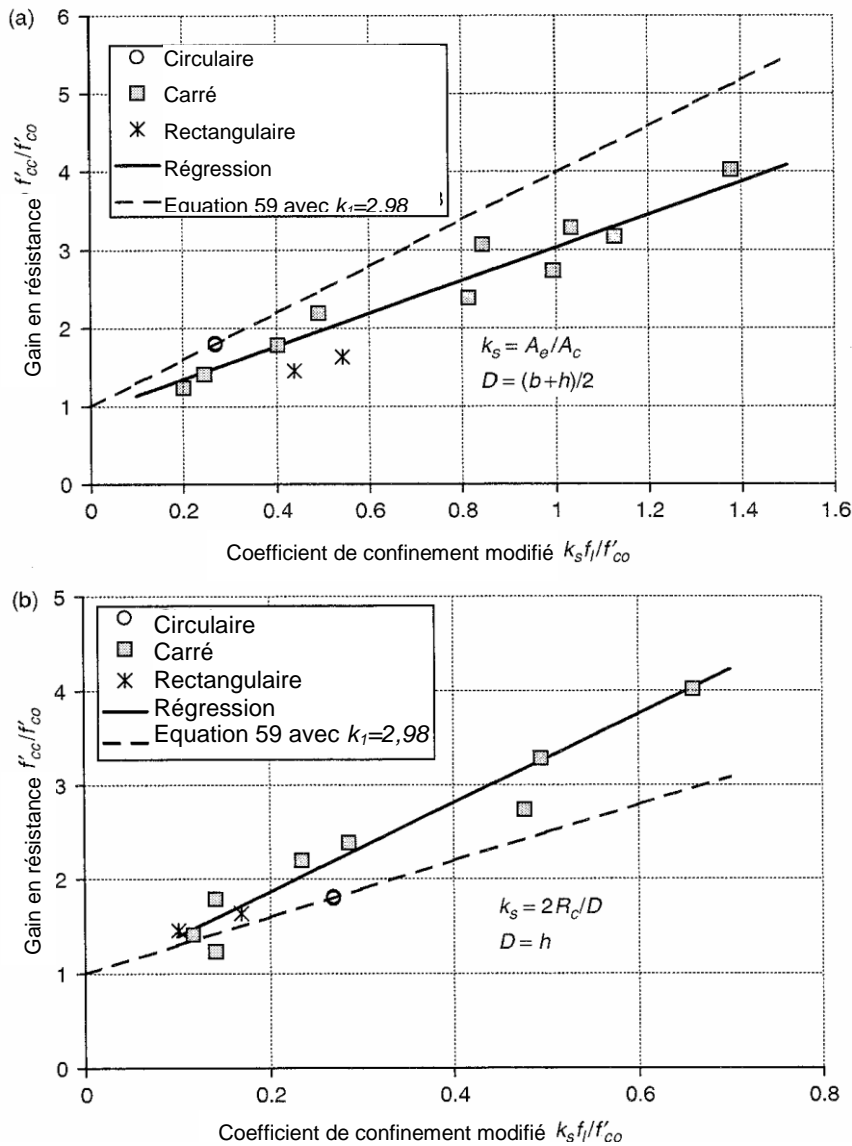 (a)
6
5
4
3
2
1
0
Gain en résistance f'cc/f'co
Circulaire
Carré
Rectangulaire
Régression
Equation 59 avec k1=2.98
ks = Ae/Ac
D = (b+h)/2
0 0.2 0.4 0.6 0.8 1 1.2 1.4 1.6
Coefficient de confinement modifié ksfl/f'co
(b)
5
4
3
2
1
0
Gain en résistance f'cc/f'co
Circulaire
Carré
Rectangulaire
Régression
Equation 59 avec k1=2,98
ks = 2Rc/D
D = h
0 0.2 0.4 0.6 0.8
Coefficient de confinement modifié ksfl/f'co